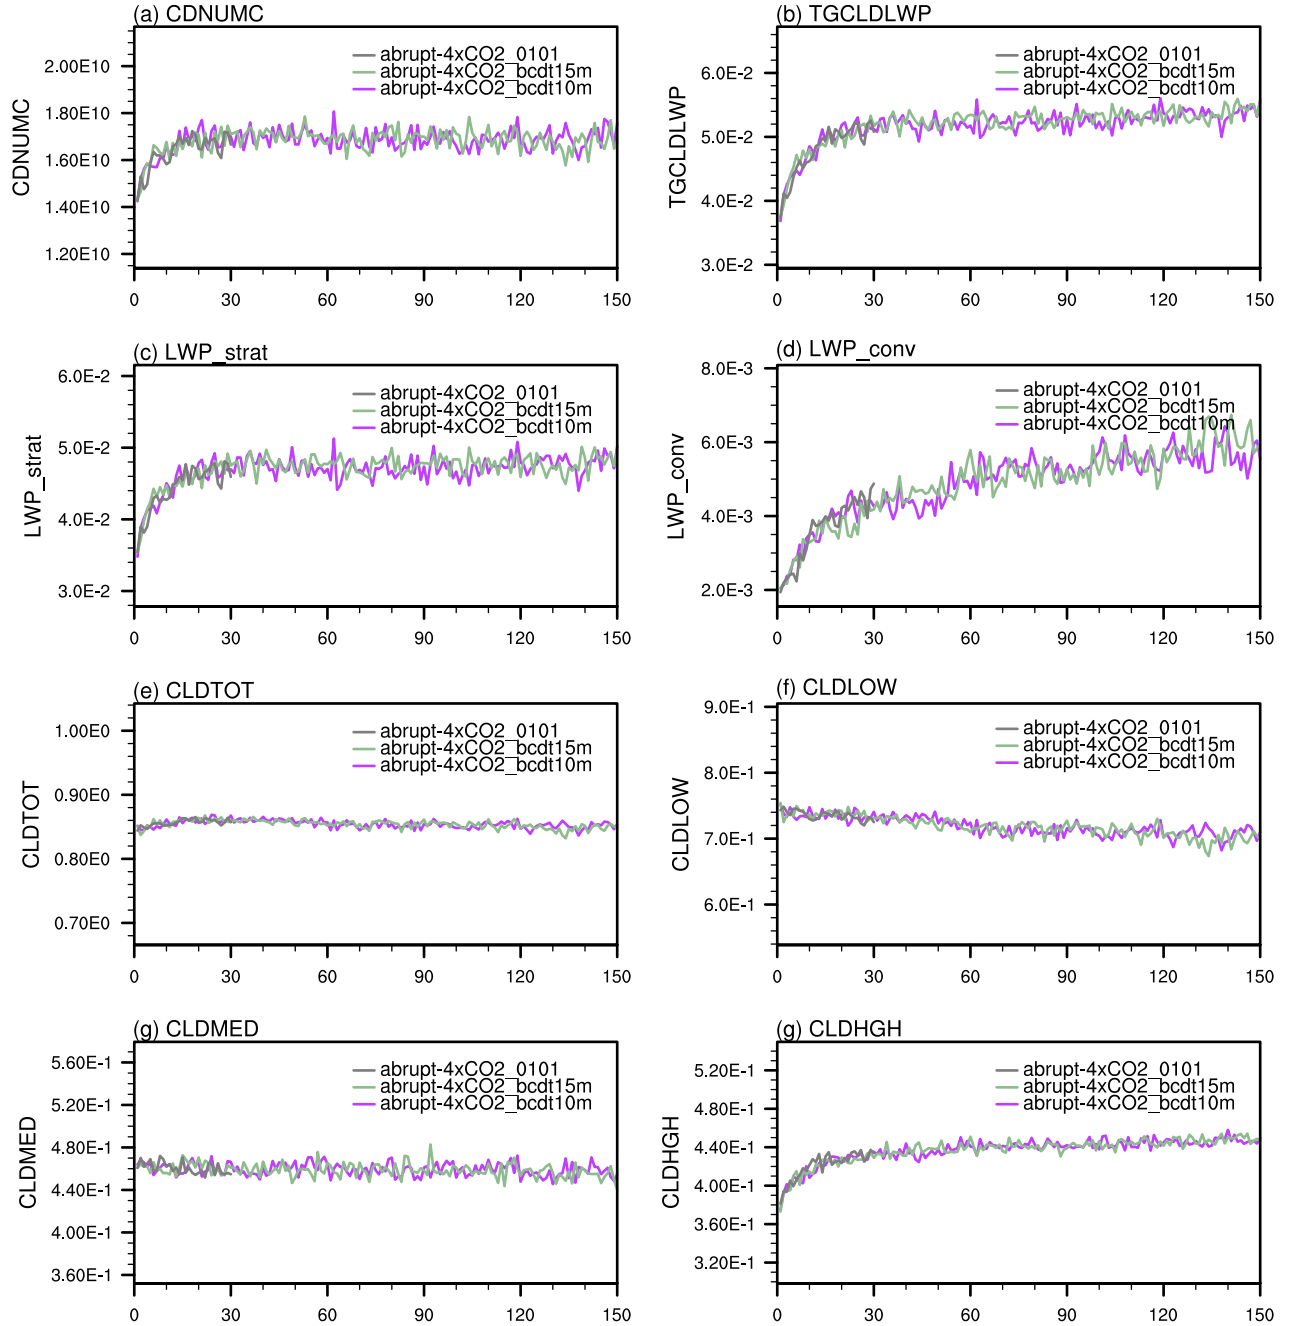 (a) CDNUMC
CDNUMC
2.00E10
1.80E10
1.60E10
1.40E10
1.20E10
abrupt-4xCO2_0101
abrupt-4xCO2_bcdt15m
abrupt-4xCO2_bcdt10m
0 30 60 90 120 150
(b) TGCLDLWP
TGCLDLWP
6.0E-2
5.0E-2
4.0E-2
3.0E-2
abrupt-4xCO2_0101
abrupt-4xCO2_bcdt15m
abrupt-4xCO2_bcdt10m
0 30 60 90 120 150
(c) LWP_strat
LWP_strat
6.0E-2
5.0E-2
4.0E-2
3.0E-2
abrupt-4xCO2_0101
abrupt-4xCO2_bcdt15m
abrupt-4xCO2_bcdt10m
0 30 60 90 120 150
(d) LWP_conv
LWP_conv
8.0E-3
6.0E-3
4.0E-3
2.0E-3
abrupt-4xCO2_0101
abrupt-4xCO2_bcdt15m
abrupt-4xCO2_bcdt10m
0 30 60 90 120 150
(e) CLDTOT
CLDTOT
1.00E0
0.90E0
0.80E0
0.70E0
abrupt-4xCO2_0101
abrupt-4xCO2_bcdt15m
abrupt-4xCO2_bcdt10m
0 30 60 90 120 150
(f) CLDLOW
CLDLOW
9.0E-1
8.0E-1
7.0E-1
6.0E-1
abrupt-4xCO2_0101
abrupt-4xCO2_bcdt15m
abrupt-4xCO2_bcdt10m
0 30 60 90 120 150
(g) CLDMED
CLDMED
5.60E-1
5.20E-1
4.80E-1
4.40E-1
4.00E-1
3.60E-1
abrupt-4xCO2_0101
abrupt-4xCO2_bcdt15m
abrupt-4xCO2_bcdt10m
0 30 60 90 120 150
(g) CLDHGH
CLDHGH
5.20E-1
4.80E-1
4.40E-1
4.00E-1
3.60E-1
3.20E-1
abrupt-4xCO2_0101
abrupt-4xCO2_bcdt15m
abrupt-4xCO2_bcdt10m
0 30 60 90 120 150